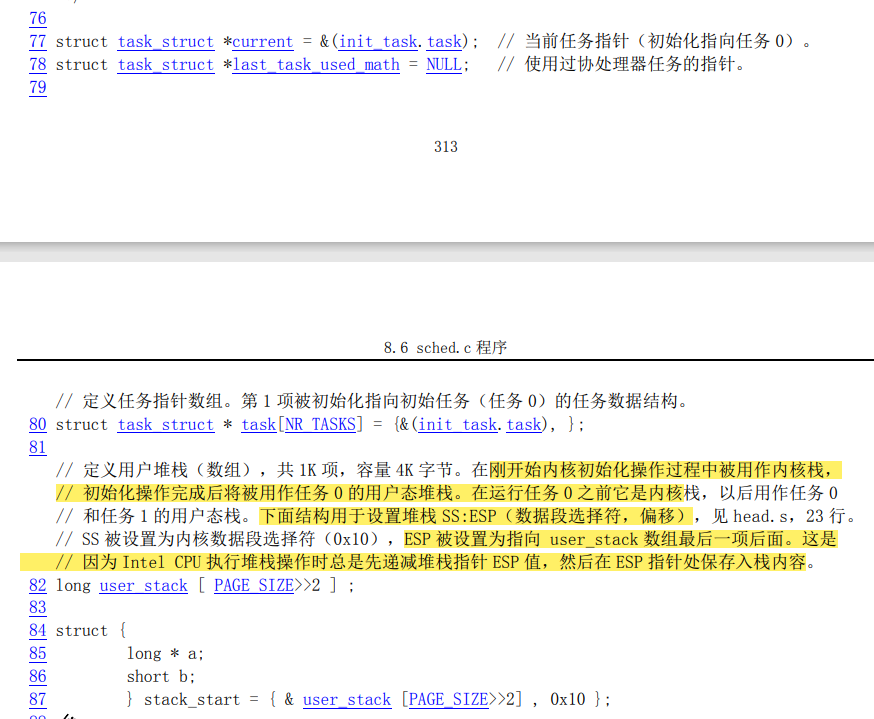 76
77 struct task_struct *current = &(init_task.task); // 当前任务指针（初始化指向任务 0）。
78 struct task_struct *last_task_used_math = NULL; // 使用过协处理器任务的指针。
79
313
8.6 sched.c 程序
// 定义任务指针数组。第 1 项被初始化指向初始任务（任务 0）的任务数据结构。
80 struct task_struct * task[NR_TASKS] = {&(init_task.task), };
81
// 定义用户堆栈（数组），共 1K 项，容量 4K 字节。在刚开始内核初始化操作过程中被用作内核栈，
// 初始化操作完成后将被用作任务 0 的用户态堆栈。在运行任务 0 之前它是内核栈，以后用作任务 0
// 和任务 1 的用户态栈。下面结构用于设置堆栈 SS:ESP（数据段选择符，偏移），见 head.s，23 行。
// SS 被设置为内核数据段选择符（0x10），ESP 被设置为指向 user_stack 数组最后一项后面。这是
// 因为 Intel CPU 执行堆栈操作时总是先递减堆栈指针 ESP 值，然后在 ESP 指针处保存入栈内容。
82 long user_stack [ PAGE_SIZE>>2 ] ;
83
84 struct {
85 long * a;
86 short b;
87 } stack_start = { & user_stack [PAGE_SIZE>>2] , 0x10 };